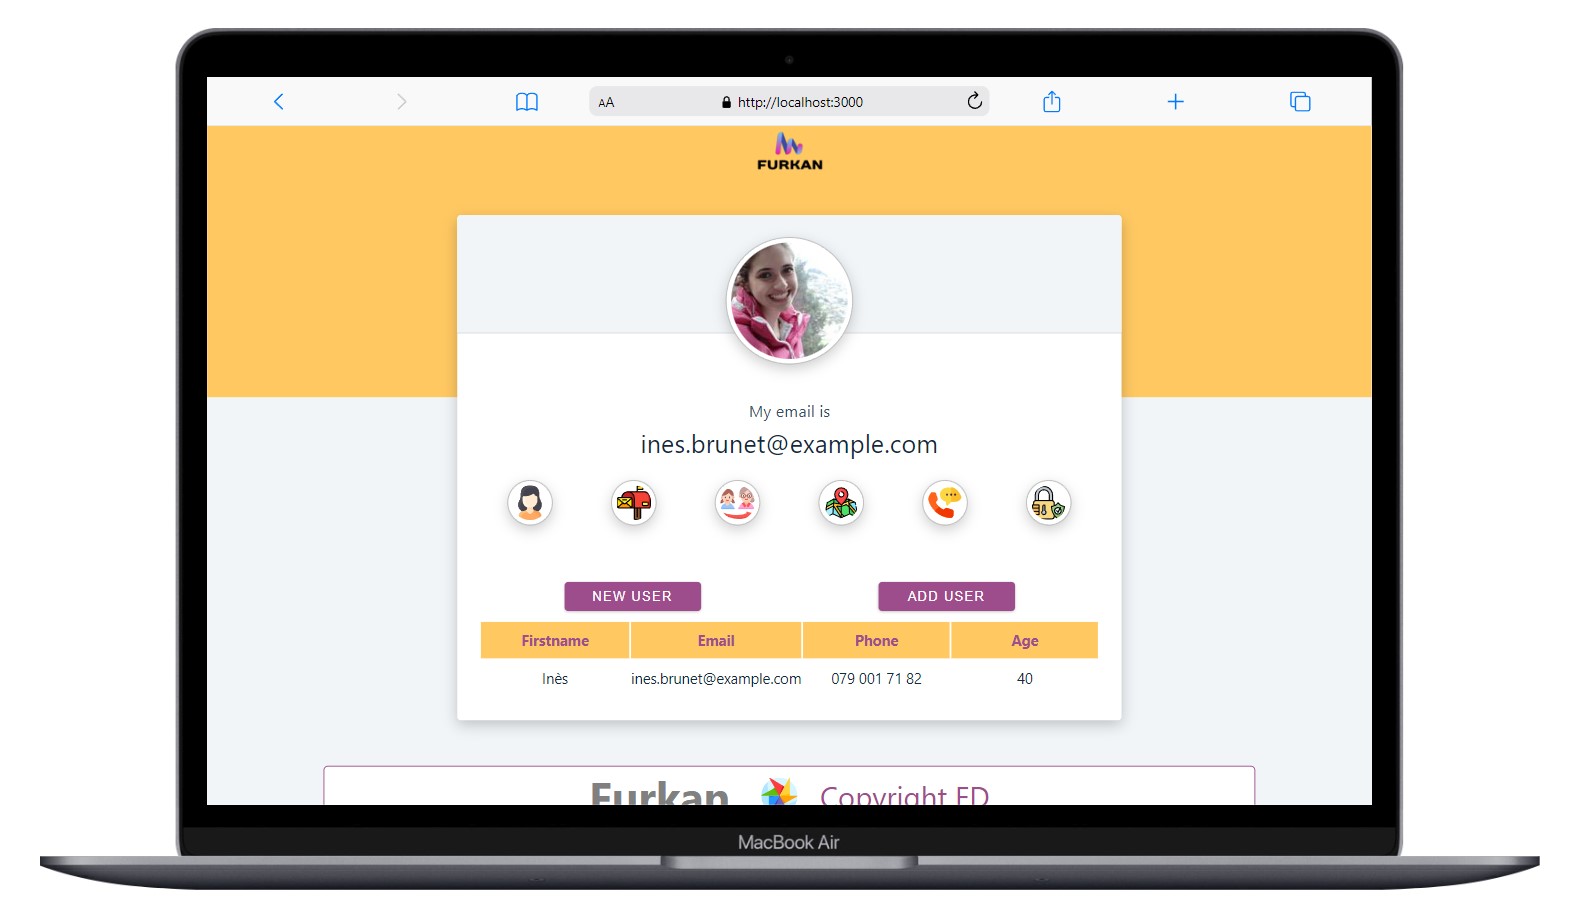 AA http://localhost:3000
FURKAN
My email is
ines.brunet@example.com
NEW USER ADD USER
Firstname Email Phone Age
Inès ines.brunet@example.com 079 001 71 82 40
Furkan Copyright FD
MacBook Air